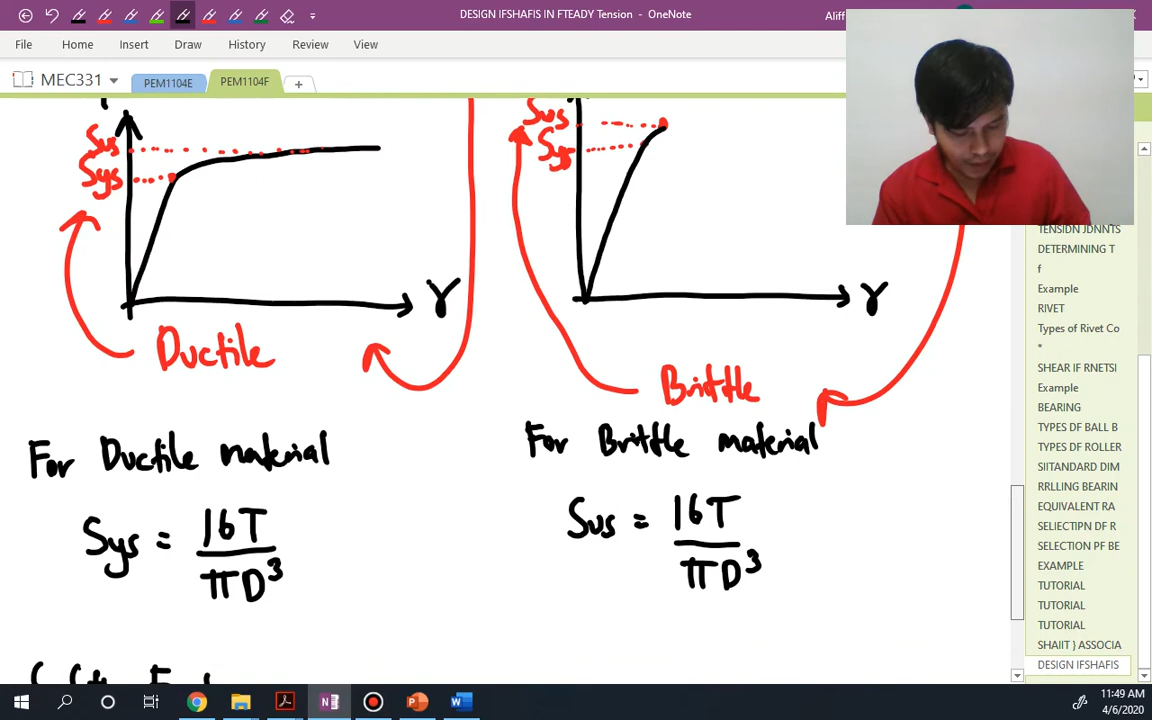 DESIGN IFSHAFIS IN FTEADY Tension - OneNote
Aliff
File Home Insert Draw History Review View
MEC331 PEM1104E PEM1104F
Sus
Sys
γ
Ductile
Sus
Sys
γ
Brittle
For Ductile material
Sys = 16T / πD³
For Brittle material
Sus = 16T / πD³
TENSIDN JDNNTS
DETERMINING T
f
Example
RIVET
Types of Rivet Co
*
SHEAR IF RNETSI
Example
BEARING
TYPES DF BALL B
TYPES DF ROLLER
SIITANDARD DIM
RRLLING BEARIN
EQUIVALENT RA
SELIECTIPN DF R
SELECTION PF BE
EXAMPLE
TUTORIAL
TUTORIAL
TUTORIAL
SHAIIT } ASSOCIA
DESIGN IFSHAFIS
11:49 AM
4/6/2020